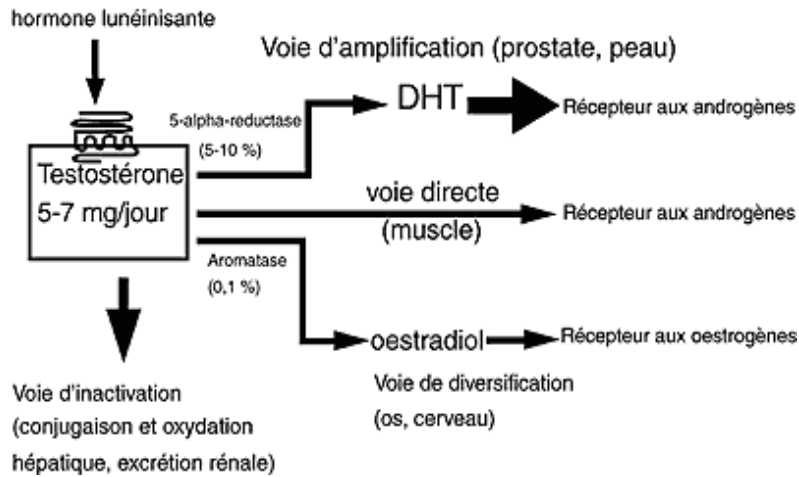 hormone lunéinisante
Voie d'amplification (prostate, peau)
DHT
Récepteur aux androgènes
5-alpha-reductase
(5-10 %)
Testostérone
5-7 mg/jour
voie directe
(muscle)
Récepteur aux androgènes
Aromatase
(0,1 %)
oestradiol
Récepteur aux oestrogènes
Voie de diversification
(os, cerveau)
Voie d'inactivation
(conjugaison et oxydation
hépatique, excrétion rénale)